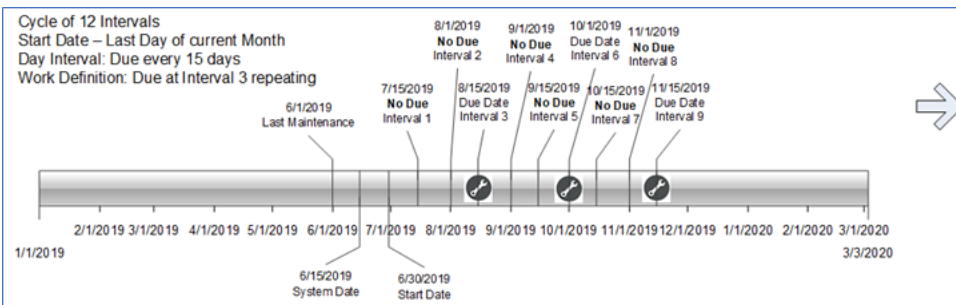 Cycle of 12 Intervals
Start Date – Last Day of current Month
Day Interval: Due every 15 days
Work Definition: Due at Interval 3 repeating
6/1/2019
Last Maintenance
7/15/2019
No Due
Interval 1
8/1/2019
No Due
Interval 2
8/15/2019
Due Date
Interval 3
9/1/2019
No Due
Interval 4
9/15/2019
No Due
Interval 5
10/1/2019
Due Date
Interval 6
10/15/2019
No Due
Interval 7
11/1/2019
No Due
Interval 8
11/15/2019
Due Date
Interval 9
2/1/2019 3/1/2019 4/1/2019 5/1/2019 6/1/2019 7/1/2019 8/1/2019 9/1/2019 10/1/2019 11/1/2019 12/1/2019 1/1/2020 2/1/2020 3/1/2020
1/1/2019 3/3/2020
6/15/2019
System Date
6/30/2019
Start Date